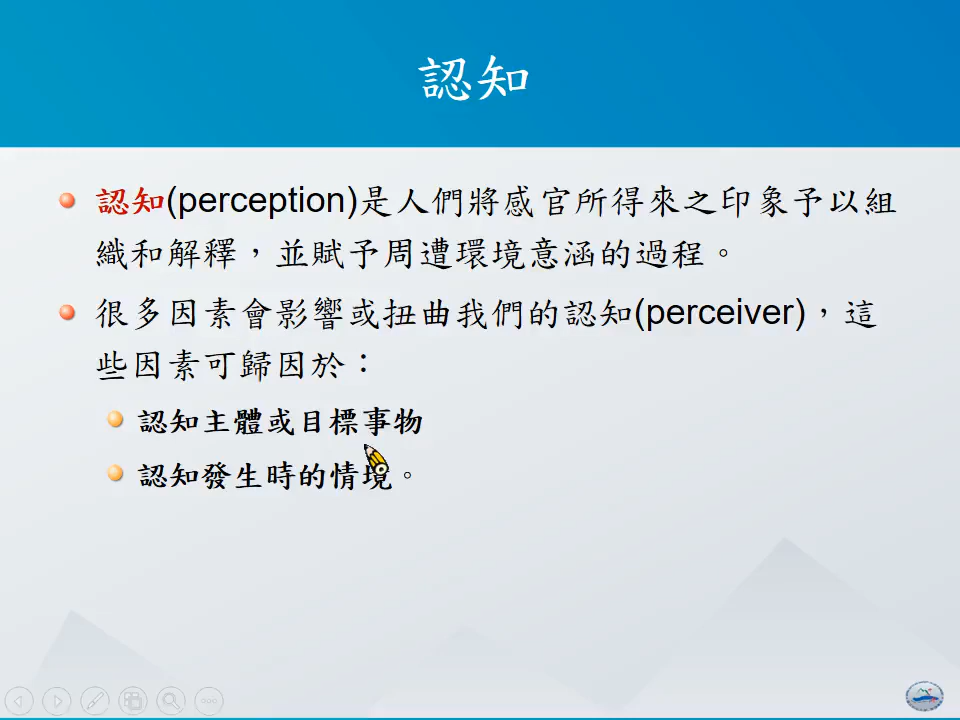 認知
認知(perception)是人們將感官所得來之印象予以組
織和解釋，並賦予周遭環境意涵的過程。
很多因素會影響或扭曲我們的認知(perceiver)，這
些因素可歸因於：
認知主體或目標事物
認知發生時的情境。